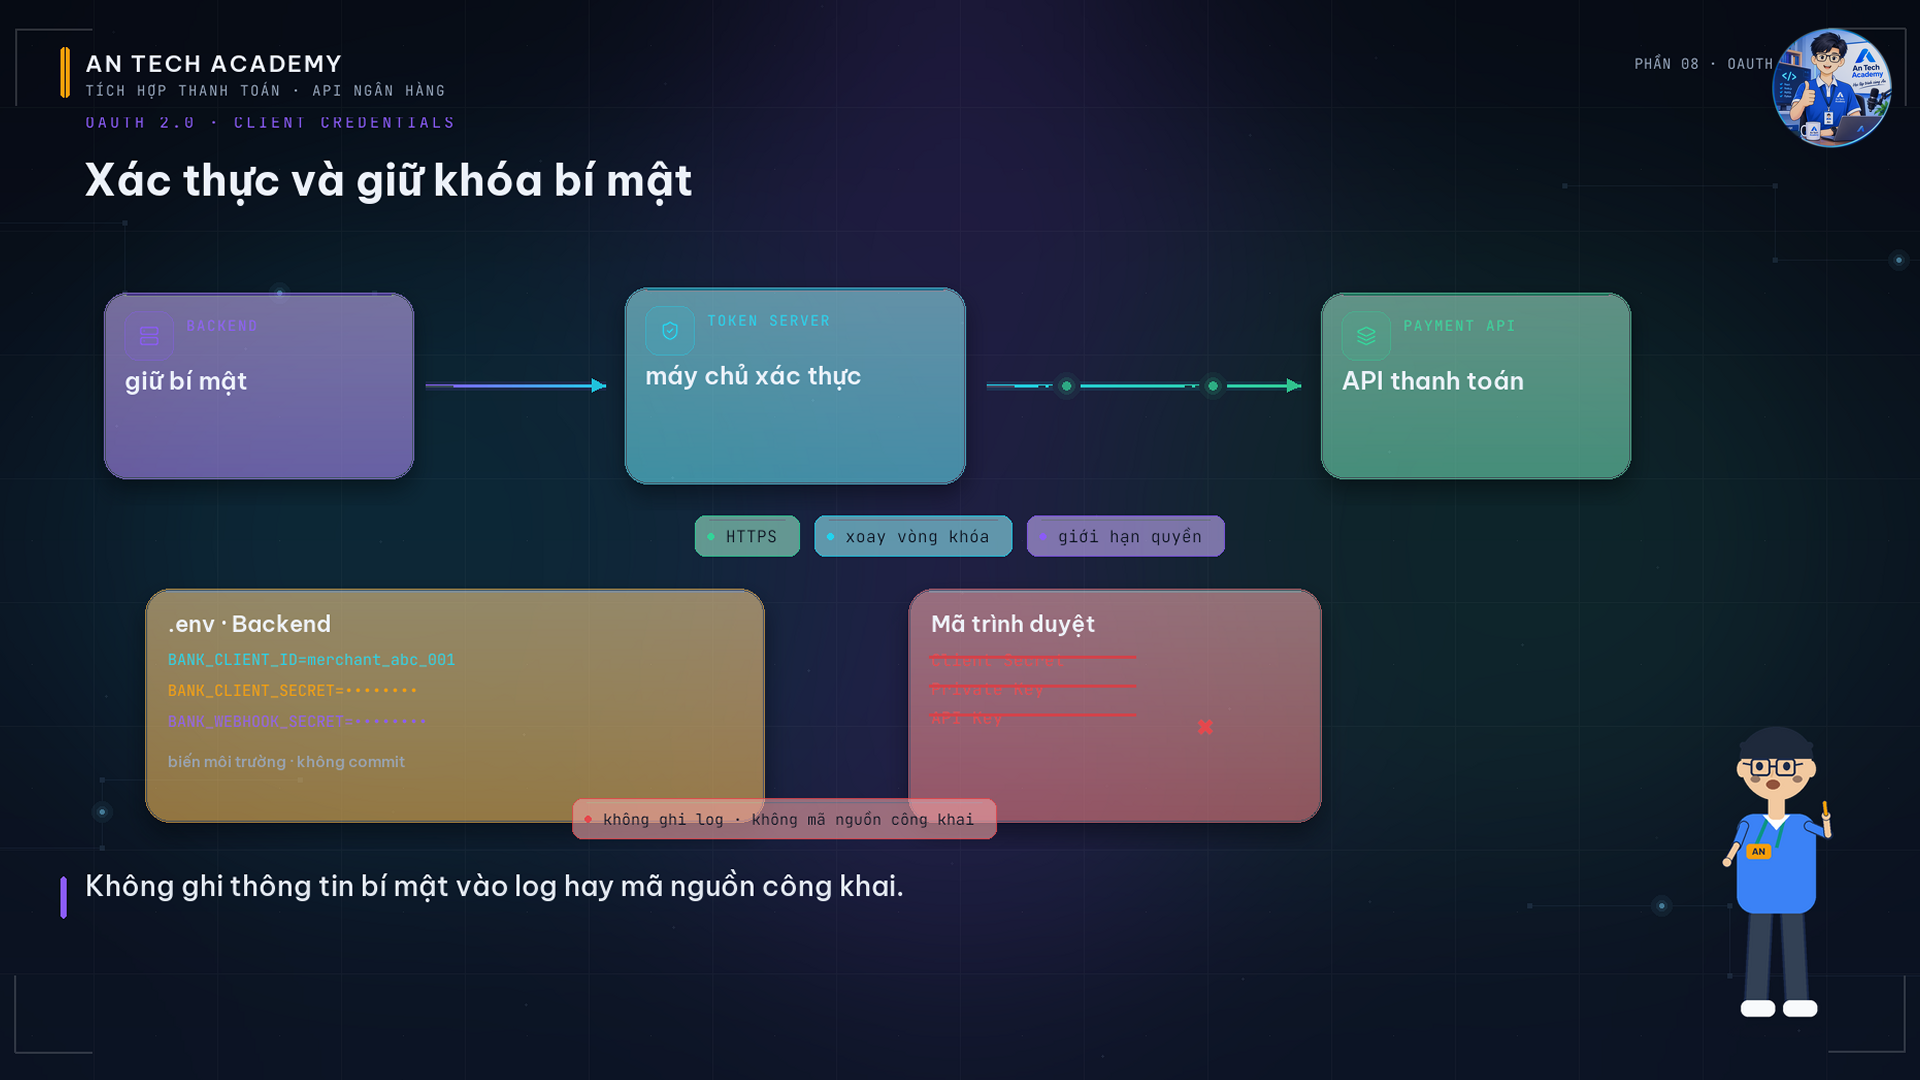 AN TECH ACADEMY
TÍCH HỢP THANH TOÁN · API NGÂN HÀNG
OAUTH 2.0 · CLIENT CREDENTIALS
PHẦN 08 · OAUTH
An Tech
Academy
Xác thực và giữ khóa bí mật
BACKEND
giữ bí mật
TOKEN SERVER
máy chủ xác thực
PAYMENT API
API thanh toán
HTTPS
xoay vòng khóa
giới hạn quyền
.env · Backend
BANK_CLIENT_ID=merchant_abc_001
BANK_CLIENT_SECRET=••••••••
BANK_WEBHOOK_SECRET=••••••••
biến môi trường · không commit
Mã trình duyệt
Client Secret
Private Key
API Key
không ghi log · không mã nguồn công khai
Không ghi thông tin bí mật vào log hay mã nguồn công khai.
AN